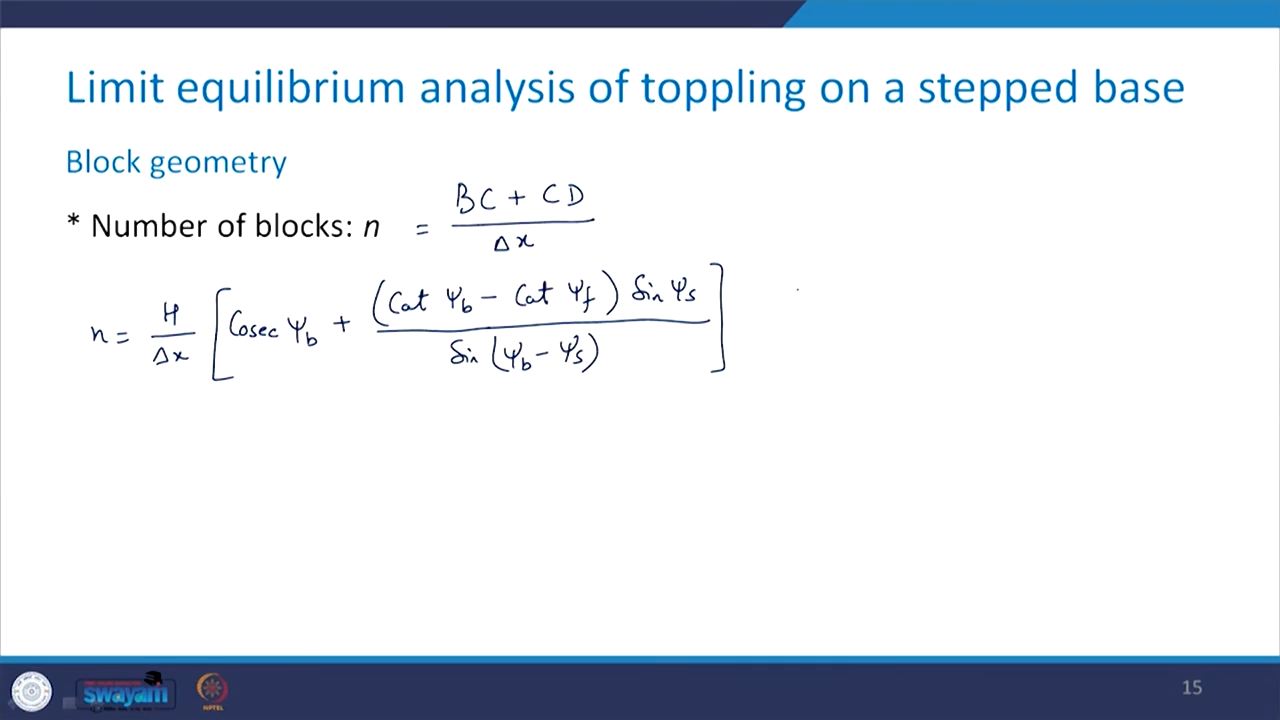 Limit equilibrium analysis of toppling on a stepped base
Block geometry
* Number of blocks: n = BC + CD / Δx
n = H / Δx [ Cosec ψb + (Cot ψb − Cot ψf) Sin ψs / Sin (ψb − ψs) ]
swayam
NPTEL
15